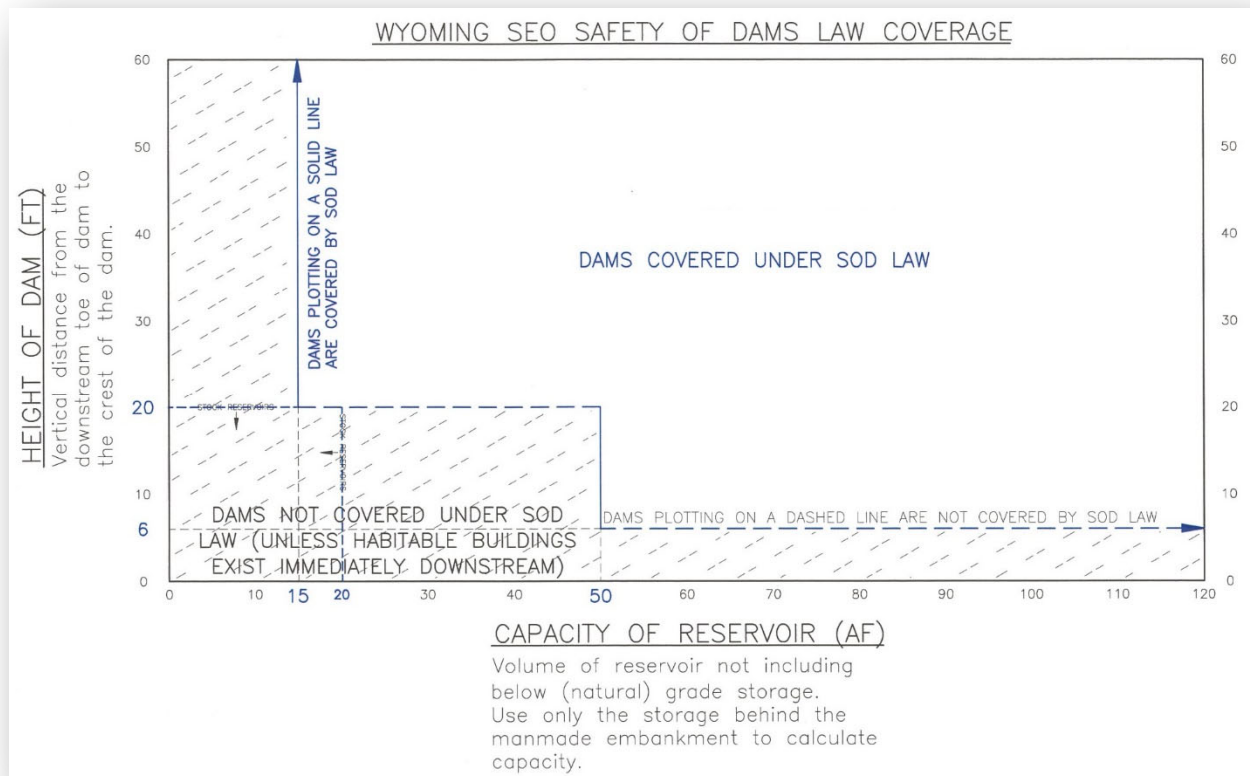 WYOMING SEO SAFETY OF DAMS LAW COVERAGE
60
50
40
30
20
10
6
0
HEIGHT OF DAM (FT)
Vertical distance from the
downstream toe of dam to
the crest of the dam.
DAMS PLOTTING ON A SOLID LINE
ARE COVERED BY SOD LAW
DAMS COVERED UNDER SOD LAW
STOCK RESERVOIRS
STOCK RESERVOIRS
DAMS NOT COVERED UNDER SOD
LAW (UNLESS HABITABLE BUILDINGS
EXIST IMMEDIATELY DOWNSTREAM)
DAMS PLOTTING ON A DASHED LINE ARE NOT COVERED BY SOD LAW
60
50
40
30
20
10
0
0 10 15 20 30 40 50 60 70 80 90 100 110 120
CAPACITY OF RESERVOIR (AF)
Volume of reservoir not including
below (natural) grade storage.
Use only the storage behind the
manmade embankment to calculate
capacity.